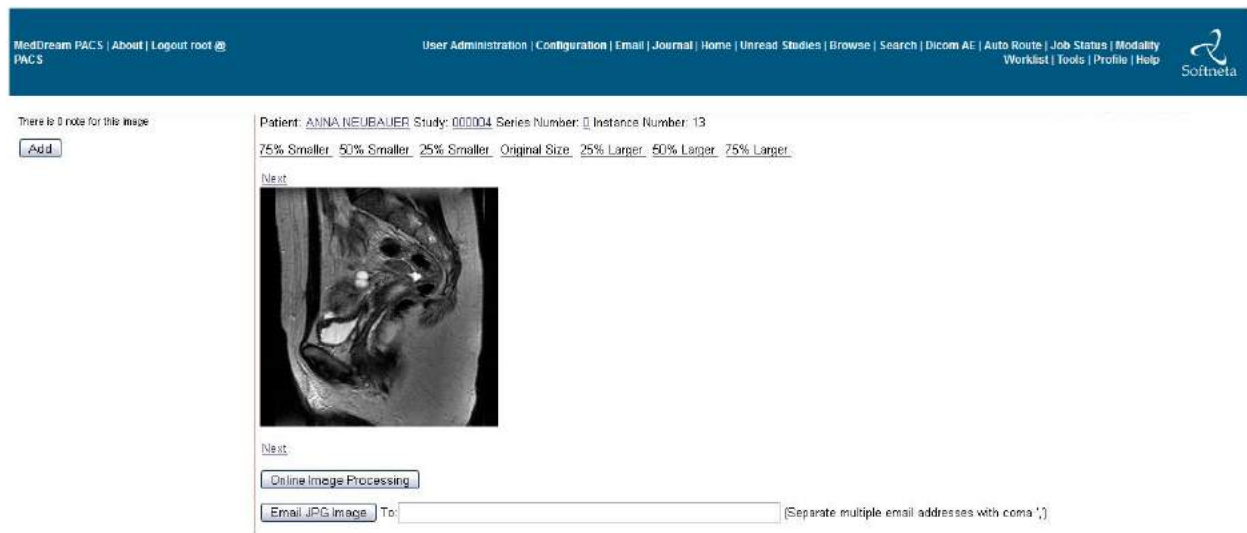 MedDream PACS | About | Logout root @
PACS
User Administration | Configuration | Email | Journal | Home | Unread Studies | Browse | Search | Dicom AE | Auto Route | Job Status | Modality
Worklist | Tools | Profile | Help
Softneta
There is 0 note for this image
Add
Patient: ANNA NEUBAUER Study: 000004 Series Number: 0 Instance Number: 13
75% Smaller 50% Smaller 25% Smaller Original Size 25% Larger 50% Larger 75% Larger
Next
Next
Online Image Processing
Email JPG Image To: (Separate multiple email addresses with coma ',')